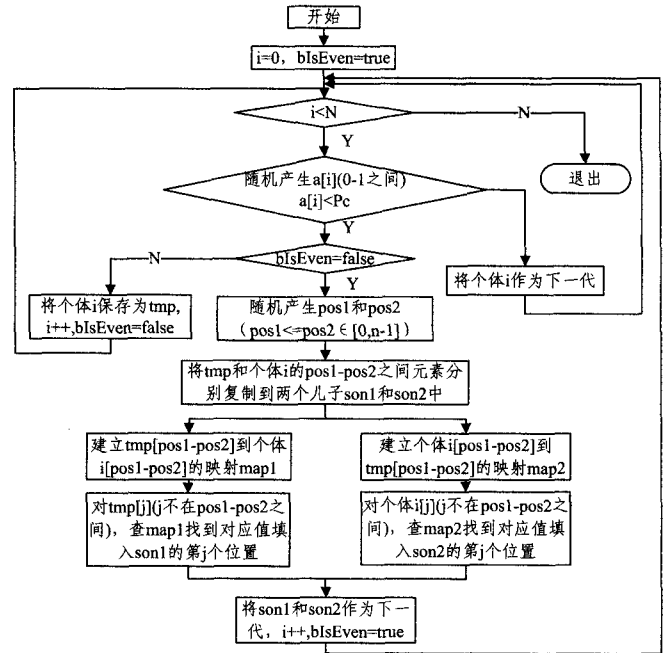 开始
i=0, bIsEven=true
i<N
N
Y
退出
随机产生a[i](0-1之间)
a[i]<Pc
Y
bIsEven=false
N
Y
将个体i作为下一代
将个体i保存为tmp,
i++,bIsEven=false
随机产生pos1和pos2
(pos1<=pos2∈[0,n-1])
将tmp和个体i的pos1-pos2之间元素分
别复制到两个儿子son1和son2中
建立tmp[pos1-pos2]到个体
i[pos1-pos2]的映射map1
建立个体i[pos1-pos2]到
tmp[pos1-pos2]的映射map2
对tmp[j](j不在pos1-pos2之
间)，查map1找到对应值填
入son1的第j个位置
对个体i[j](j不在pos1-pos2之
间)，查map2找到对应值填
入son2的第j个位置
将son1和son2作为下一
代，i++,bIsEven=true